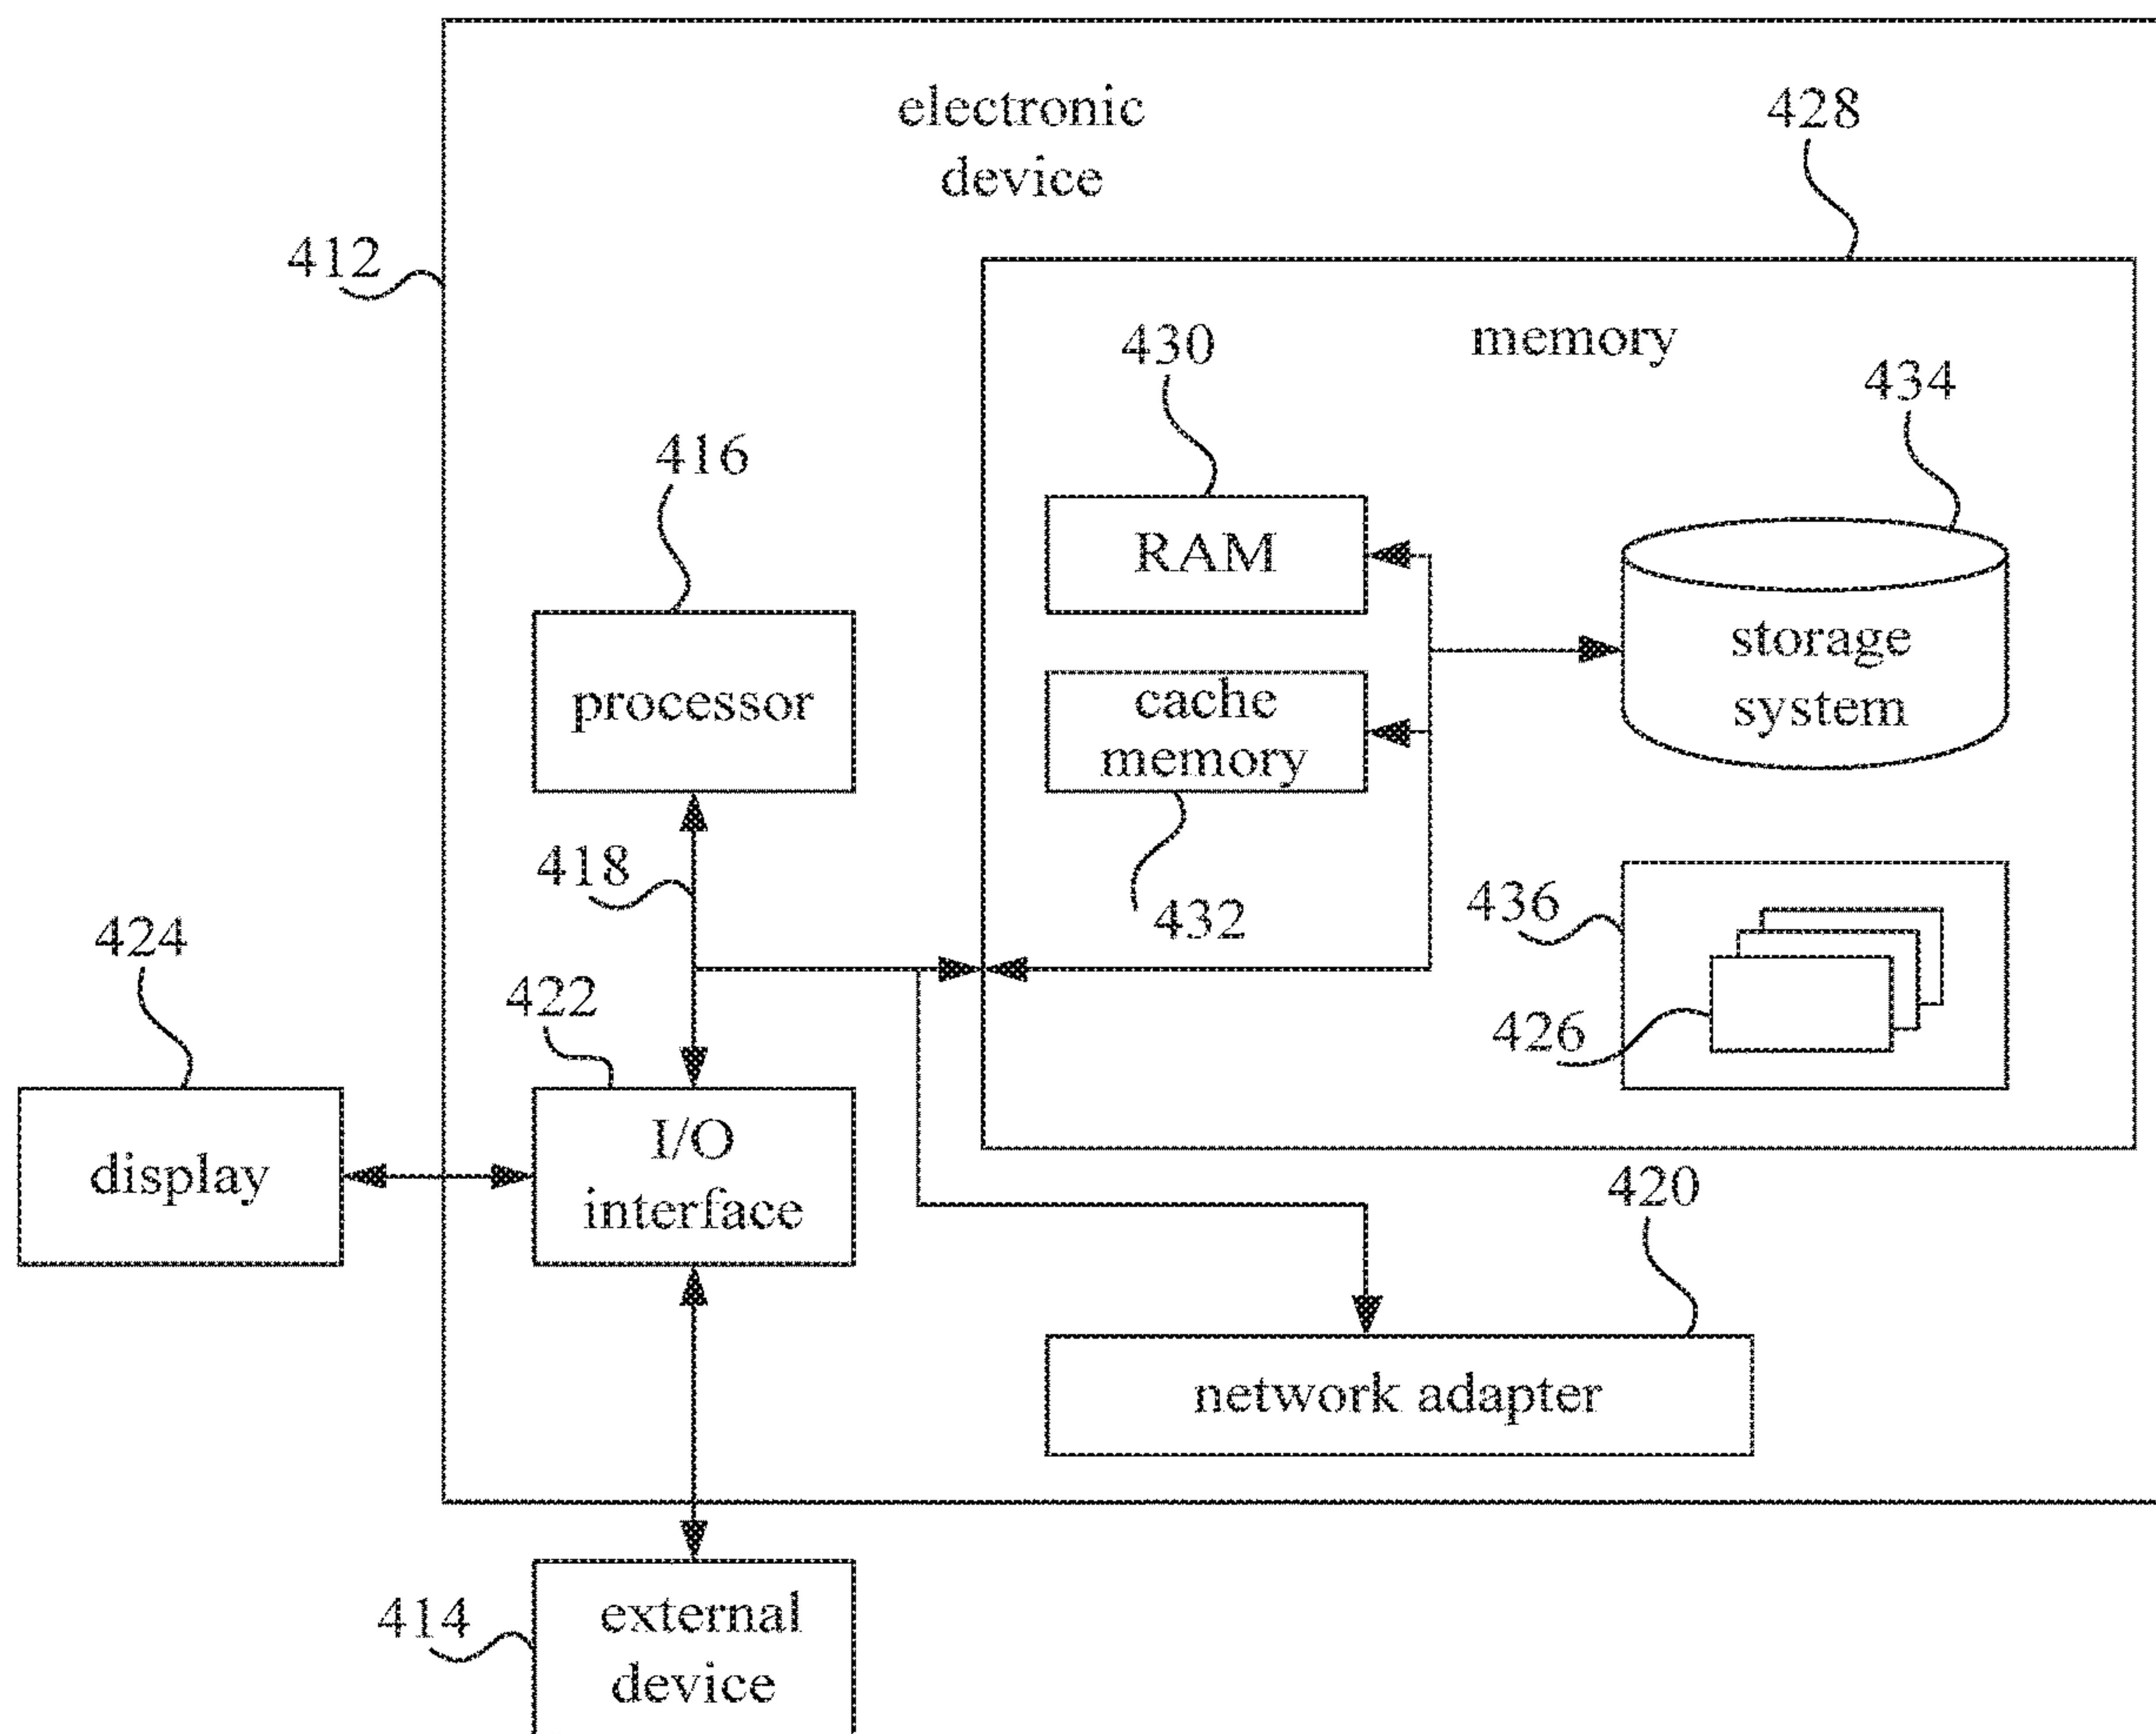 electronic
device
428
412
memory
430
434
416
RAM
storage
system
processor
cache
memory
418
432
436
424
422
426
I/O
interface
display
420
network adapter
414
external
device